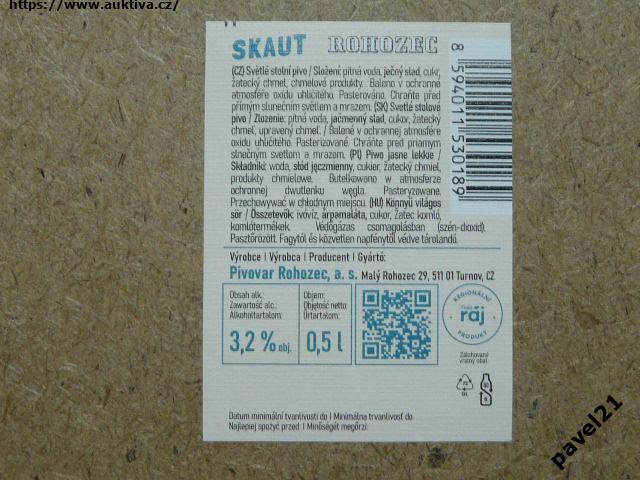 https://www.auktiva.cz/
SKAUT ROHOZEC
(CZ) Světlé stolní pivo / Složení: pitná voda, ječný slad, cukr,
žatecký chmel, chmelové produkty. Baleno v ochranné
atmosféře oxidu uhličitého. Pasterováno. Chraňte před
přímým slunečním světlem a mrazem. (SK) Svetlé stolové
pivo / Zloženie: pitná voda, jačmenný slad, cukor, žatecký
chmeľ, upravený chmeľ. / Balené v ochrannej atmosfére
oxidu uhličitého. Pasterizované. Chráňte pred priamym
slnečným svetlom a mrazom. (PL) Piwo jasne lekkie /
Składniki: woda, słód jęczmienny, cukier, żatecký chmiel,
produkty chmielowe. Butelkowano w atmosferze
ochronnej dwutlenku węgla. Pasteryzowane.
Przechowywać w chłodnym miejscu. (HU) Könnyű világos
sör / Összetevők: ivóvíz, árpamaláta, cukor, Žatec komló,
komlótermékek. Védőgázas csomagolásban (szén-dioxid).
Pasztőrözött. Fagytól és közvetlen napfénytől védve tárolandó.
8 594011 530189
Výrobce | Výrobca | Producent | Gyártó:
Pivovar Rohozec, a. s. Malý Rohozec 29, 511 01 Turnov, CZ
Obsah alk.:
Zawartość alc.:
Alkoholtartalom:
3,2 % obj.
Objem:
Objętość netto:
Űrtartalom:
0,5 l
REGIONÁLNÍ
ráj
PRODUKT
Zálohovaný
vratný obal.
70
GL
Datum minimální trvanlivosti do | Minimálna trvanlivosť do
Najlepiej spożyć przed: | Minőségét megőrzi:
pavel21